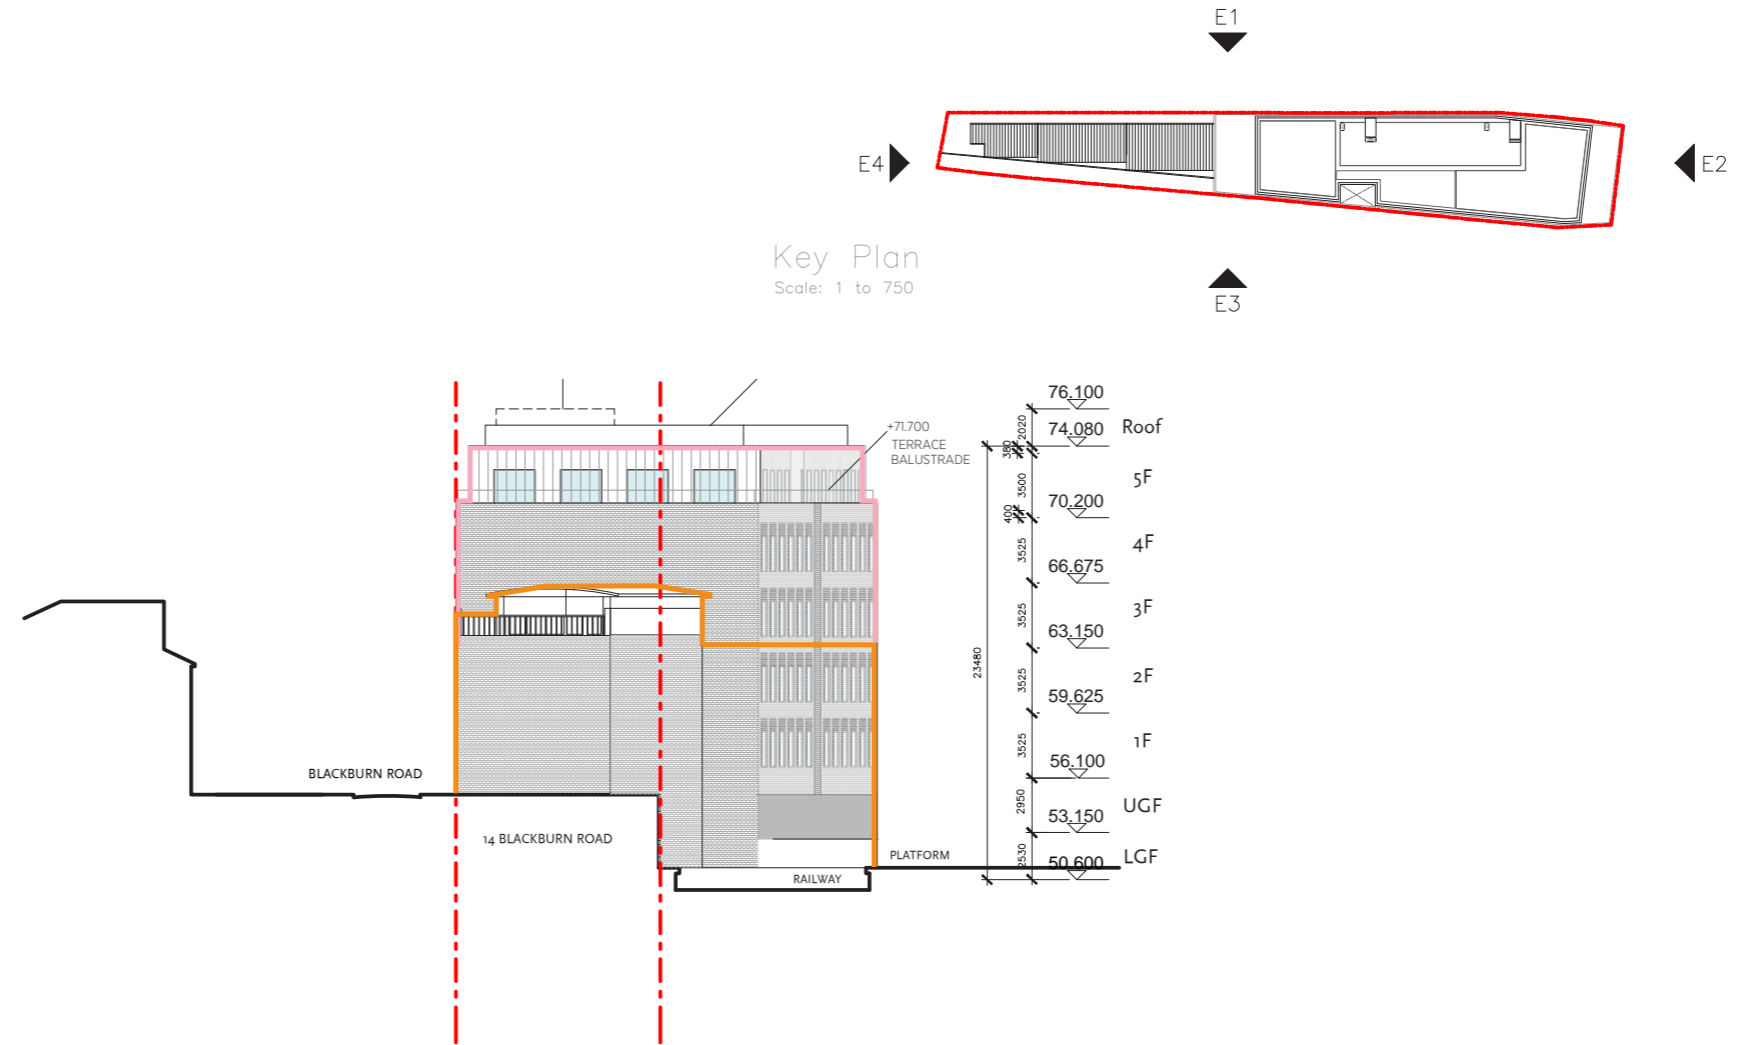 E1
E4
E2
Key Plan
Scale: 1 to 750
E3
76.100
2020
74.080
Roof
+71.700
TERRACE
BALUSTRADE
380
5F
3500
70.200
400
4F
3525
66.675
3F
3525
63.150
23480
2F
3525
59.625
1F
3525
56.100
BLACKBURN ROAD
2950
UGF
53.150
14 BLACKBURN ROAD
PLATFORM
2530
50.600
LGF
RAILWAY